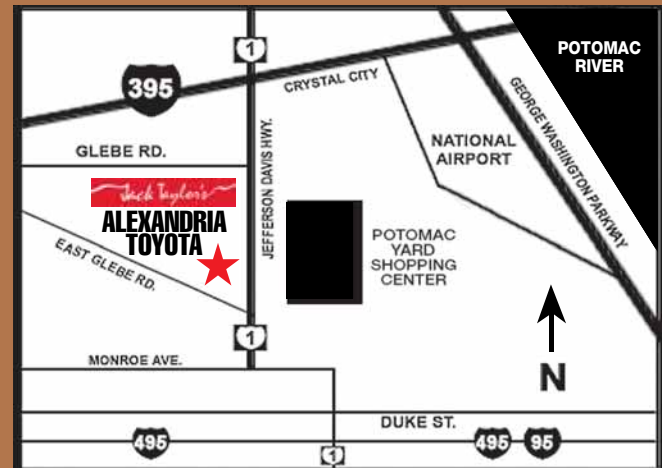 1
POTOMAC
RIVER
395
CRYSTAL CITY
GEORGE WASHINGTON PARKWAY
GLEBE RD.
NATIONAL
AIRPORT
JEFFERSON DAVIS HWY.
Jack Taylor's
ALEXANDRIA
TOYOTA
EAST GLEBE RD.
POTOMAC
YARD
SHOPPING
CENTER
1
MONROE AVE.
N
DUKE ST.
495
1
495
95